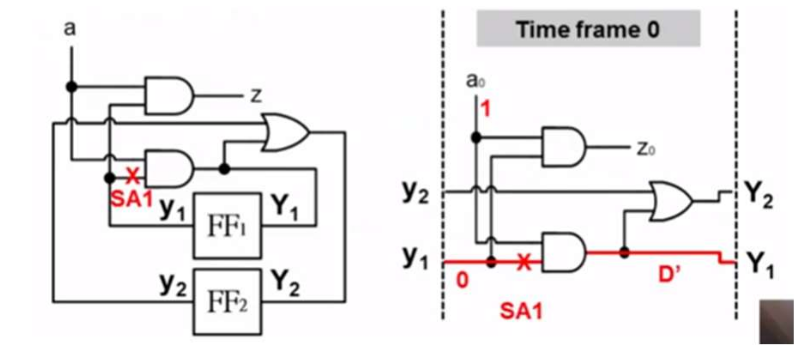 a
z
X
SA1
y₁
FF₁
Y₁
y₂
FF₂
Y₂
Time frame 0
a₀
1
z₀
y₂
Y₂
y₁
0
X
D'
Y₁
SA1